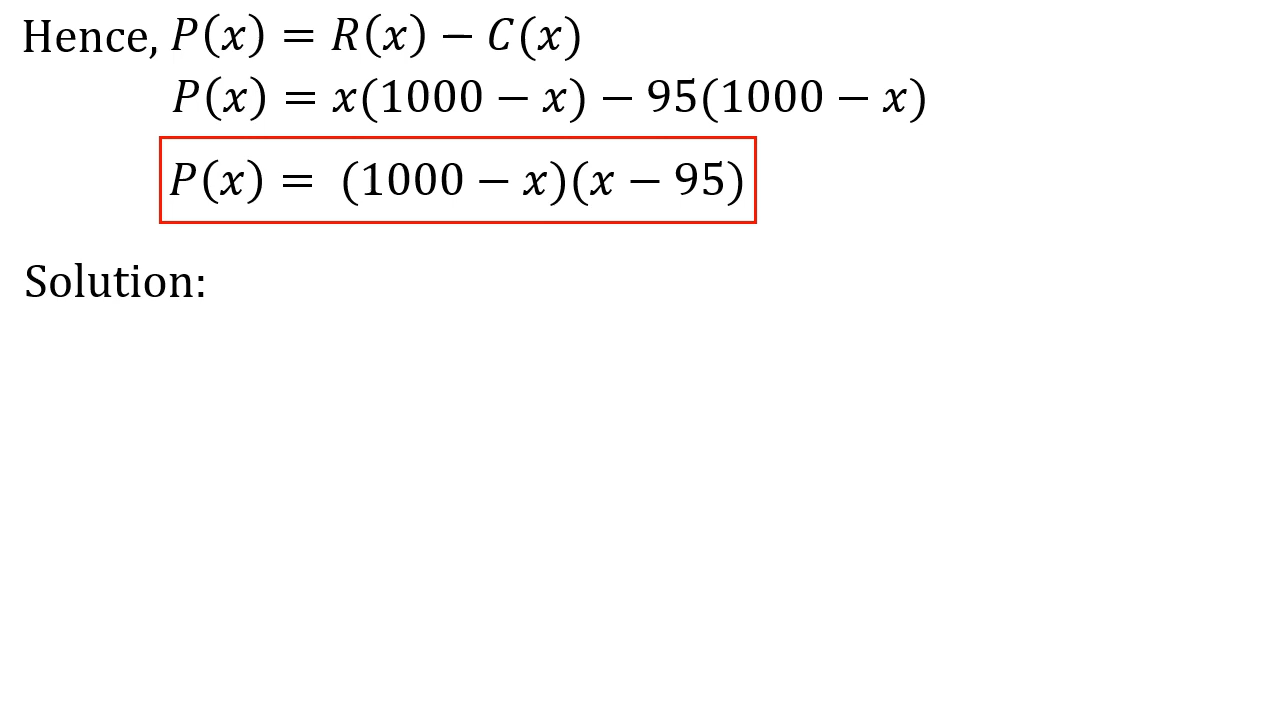 Hence, P(x) = R(x) − C(x)
P(x) = x(1000 − x) − 95(1000 − x)
P(x) = (1000 − x)(x − 95)
Solution: